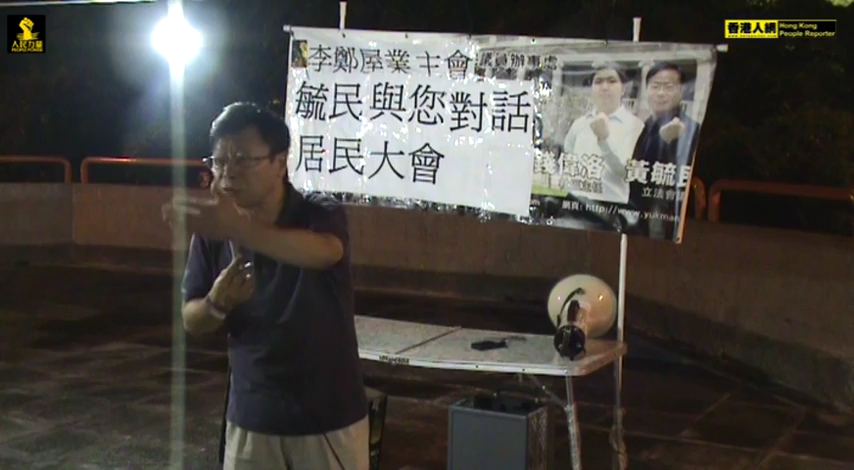 人民力量
PEOPLE POWER
香港人網
Hong Kong
People Reporter
李鄭屋業主會
議員辦事處
毓民與您對話
居民大會
黃毓民
立法會
網頁: http://www.yukman